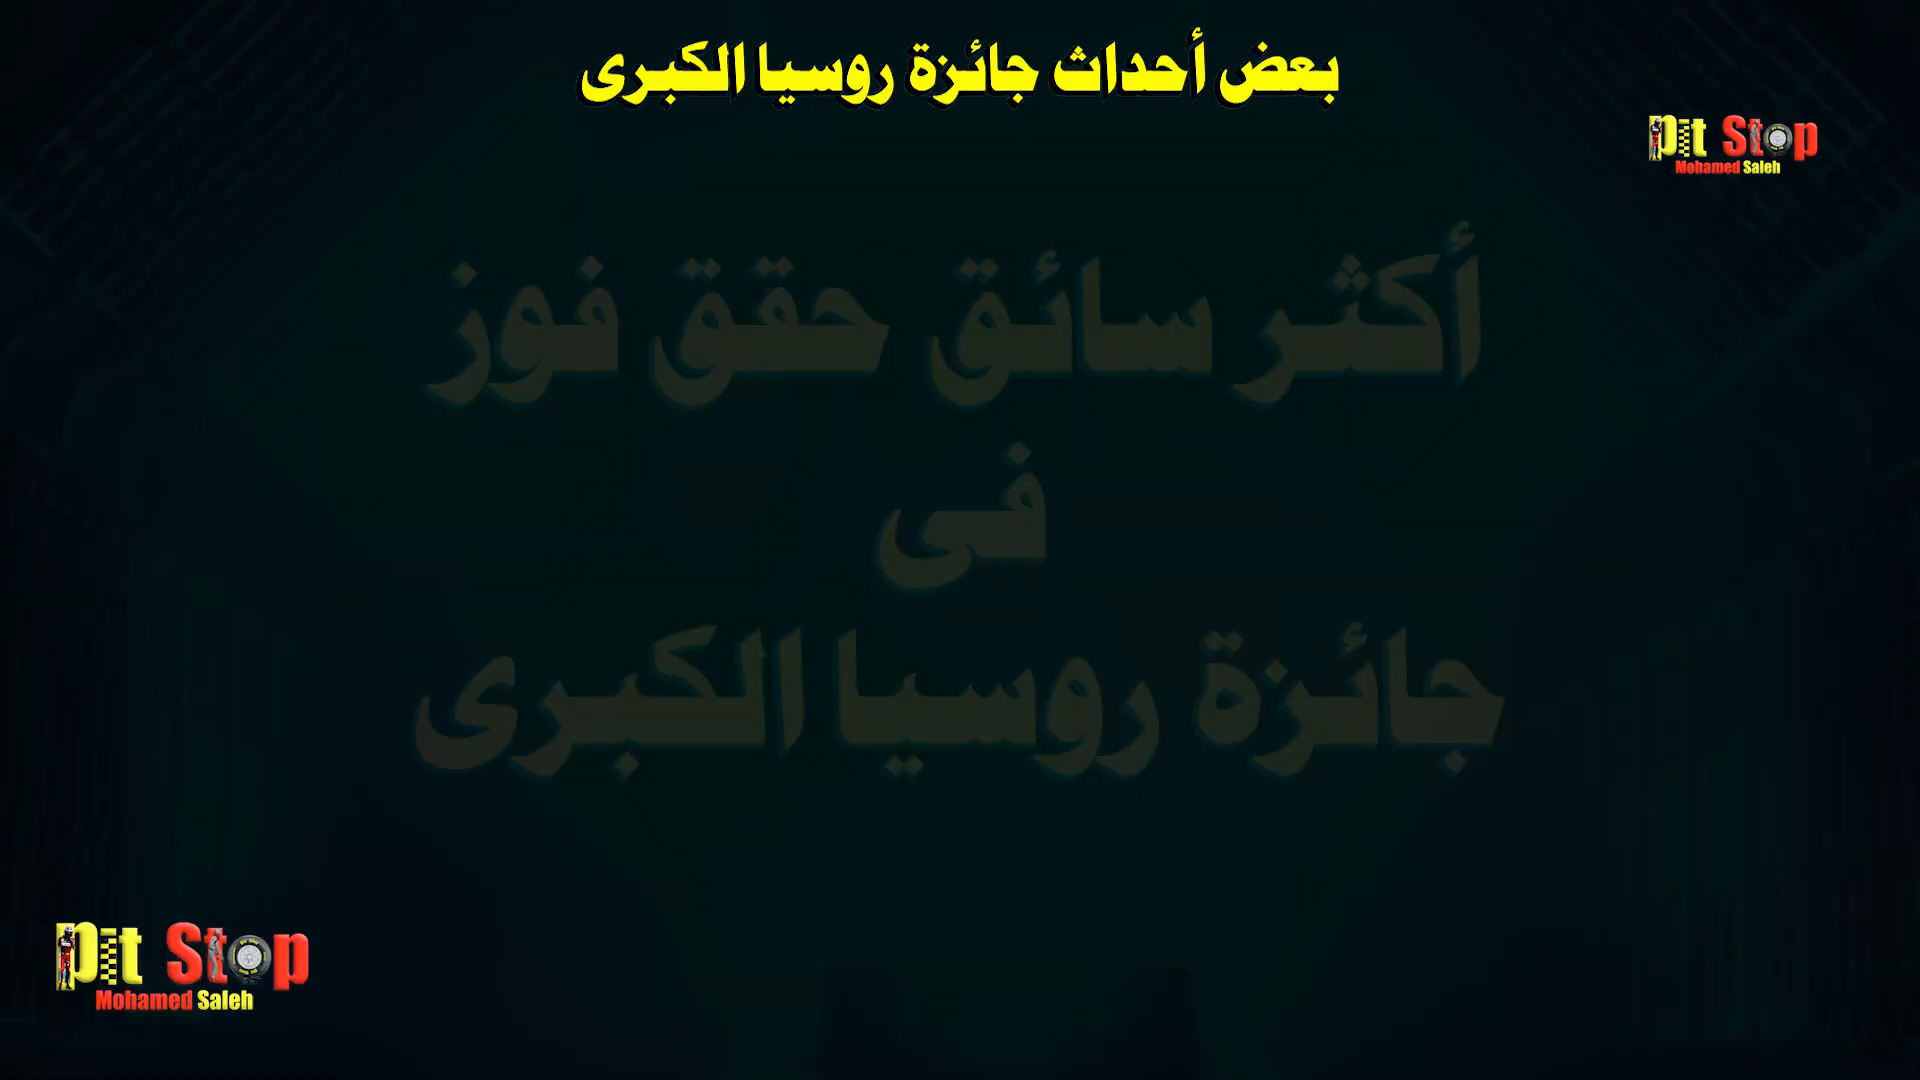 بعض أحداث جائزة روسيا الكبرى
Pit Stop
Mohamed Saleh
أكثر سائق حقق فوز
فى
جائزة روسيا الكبرى
Pit Stop
Mohamed Saleh